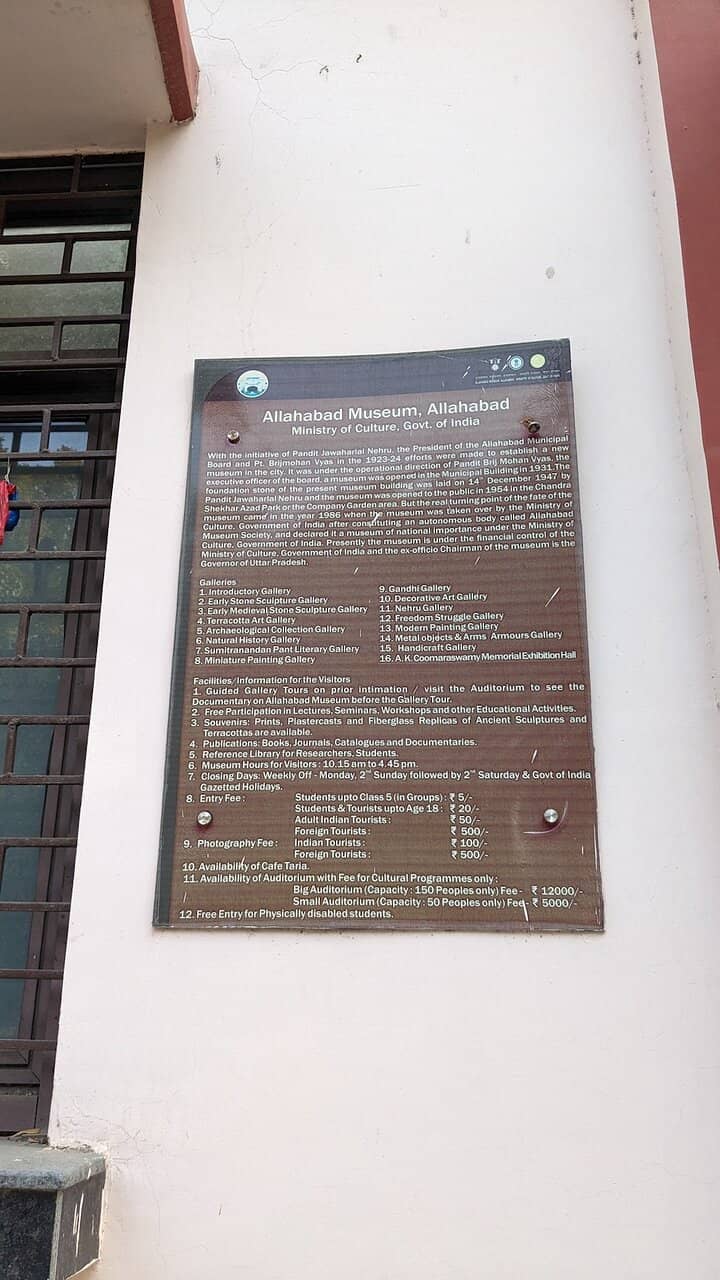 Allahabad Museum, Allahabad
Ministry of Culture, Govt. of India
With the initiative of Pandit Jawaharlal Nehru, the President of the Allahabad Municipal
Board and Pt. Brijmohan Vyas in the 1923-24 efforts were made to establish a new
museum in the city. It was under the operational direction of Pandit Brij Mohan Vyas, the
executive officer of the board, a museum was opened in the Municipal Building in 1931.The
foundation stone of the present museum building was laid on 14th December 1947 by
Pandit Jawaharlal Nehru and the museum was opened to the public in 1954 in the Chandra
Shekhar Azad Park or the Company Garden area. But the real turning point of the fate of the
museum came in the year 1986 when the museum was taken over by the Ministry of
Culture, Government of India after constituting an autonomous body called Allahabad
Museum Society, and declared it a museum of national importance under the Ministry of
Culture, Government of India. Presently the museum is under the financial control of the
Ministry of Culture, Government of India and the ex-officio Chairman of the museum is the
Governor of Uttar Pradesh.
Galleries
1. Introductory Gallery
2. Early Stone Sculpture Gallery
3. Early Medieval Stone Sculpture Gallery
4. Terracotta Art Gallery
5. Archaeological Collection Gallery
6. Natural History Gallery
7. Sumitranandan Pant Literary Gallery
8. Miniature Painting Gallery
9. Gandhi Gallery
10. Decorative Art Gallery
11. Nehru Gallery
12. Freedom Struggle Gallery
13. Modern Painting Gallery
14. Metal objects & Arms Armours Gallery
15. Handicraft Gallery
16. A.K. Coomaraswamy Memorial Exhibition Hall
Facilities/Information for the Visitors
1. Guided Gallery Tours on prior intimation / visit the Auditorium to see the
Documentary on Allahabad Museum before the Gallery Tour.
2. Free Participation in Lectures, Seminars, Workshops and other Educational Activities.
3. Souvenirs: Prints, Plastercasts and Fiberglass Replicas of Ancient Sculptures and
Terracottas are available.
4. Publications: Books, Journals, Catalogues and Documentaries.
5. Reference Library for Researchers, Students.
6. Museum Hours for Visitors : 10.15 am to 4.45 pm.
7. Closing Days: Weekly Off - Monday, 2nd Sunday followed by 2nd Saturday & Govt of India
Gazetted Holidays.
8. Entry Fee : Students upto Class 5 (in Groups) : ₹ 5/-
Students & Tourists upto Age 18 : ₹ 20/-
Adult Indian Tourists : ₹ 50/-
Foreign Tourists : ₹ 500/-
9. Photography Fee : Indian Tourists : ₹ 100/-
Foreign Tourists : ₹ 500/-
10. Availability of Cafe Taria.
11. Availability of Auditorium with Fee for Cultural Programmes only :
Big Auditorium (Capacity : 150 Peoples only) Fee - ₹ 12000/-
Small Auditorium (Capacity : 50 Peoples only) Fee - ₹ 5000/-
12. Free Entry for Physically disabled students.